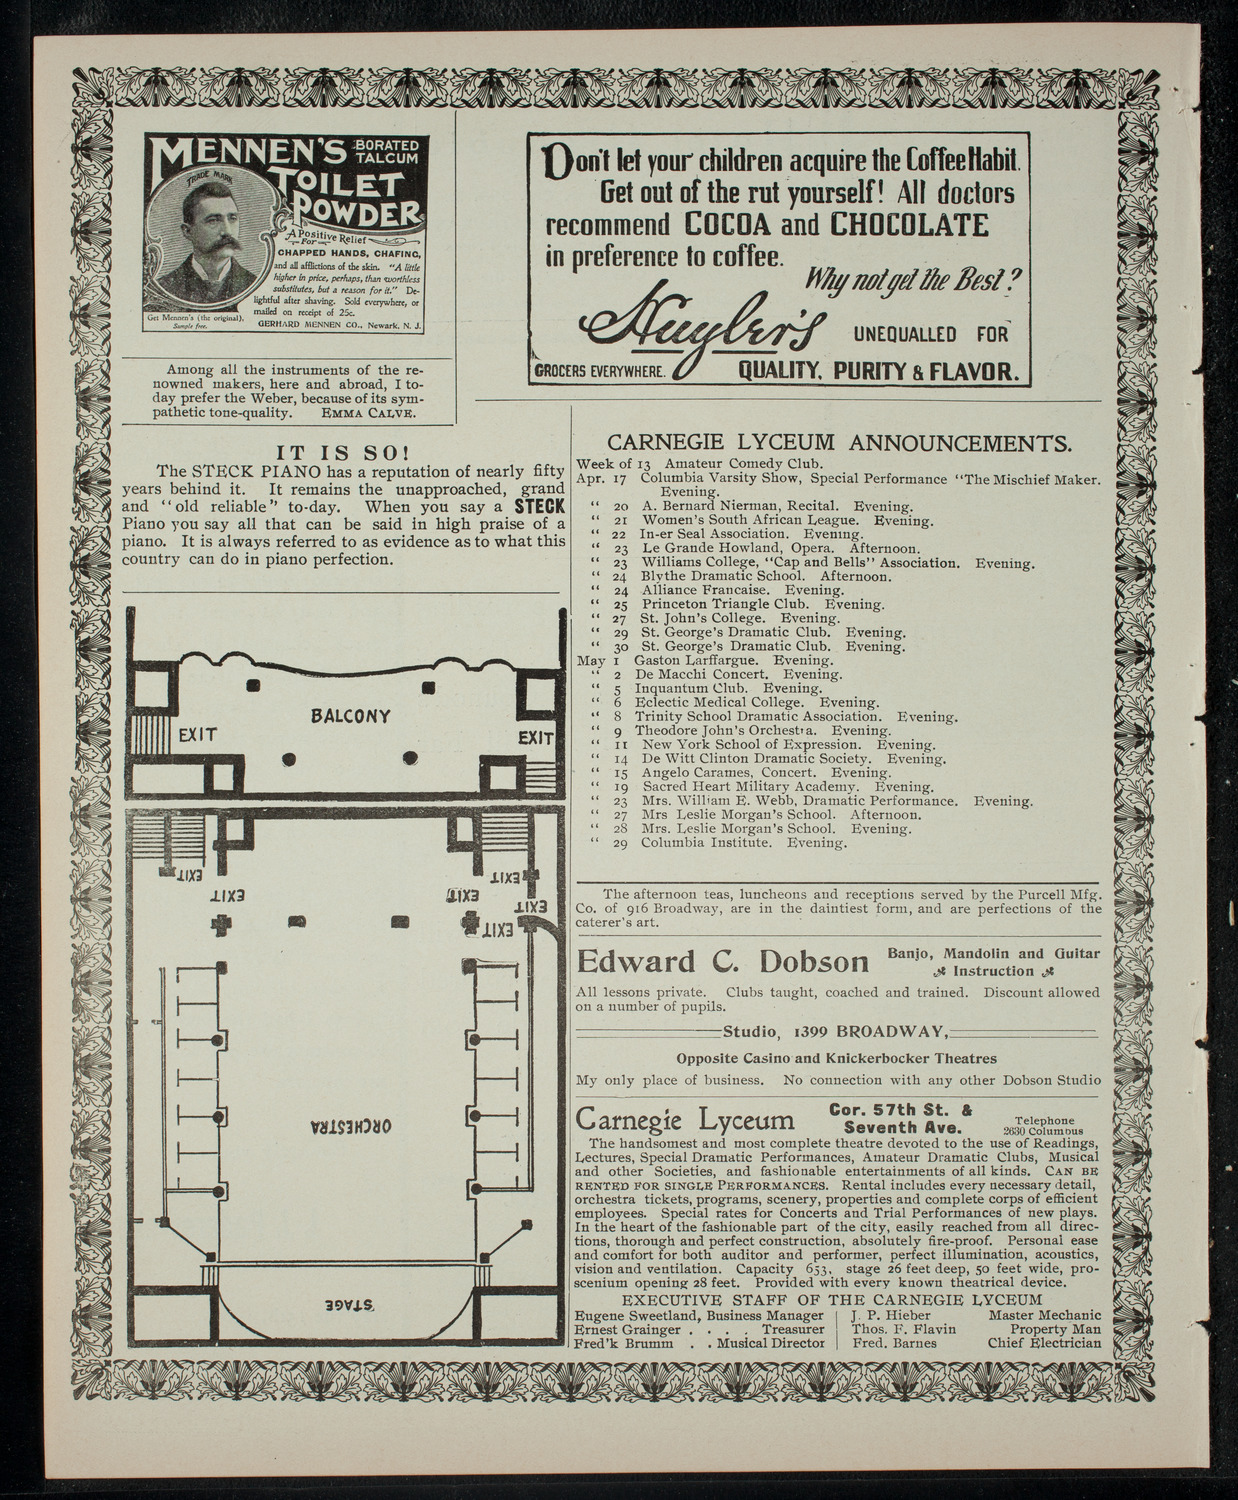 MENNEN'S BORATED
TALCUM
TOILET
POWDER
TRADE MARK
A Positive Relief
For
CHAPPED HANDS, CHAFING,
and all afflictions of the skin. "A little
higher in price, perhaps, than worthless
substitutes, but a reason for it." De-
lightful after shaving. Sold everywhere, or
mailed on receipt of 25c.
GERHARD MENNEN CO., Newark, N. J.
Get Mennen's (the original),
Sample free.
Don't let your children acquire the Coffee Habit.
Get out of the rut yourself! All doctors
recommend COCOA and CHOCOLATE
in preference to coffee.
Why not get the Best?
Huyler's UNEQUALLED FOR
GROCERS EVERYWHERE. QUALITY, PURITY & FLAVOR.
Among all the instruments of the re-
nowned makers, here and abroad, I to-
day prefer the Weber, because of its sym-
pathetic tone-quality. EMMA CALVE.
IT IS SO!
The STECK PIANO has a reputation of nearly fifty
years behind it. It remains the unapproached, grand
and "old reliable" to-day. When you say a STECK
Piano you say all that can be said in high praise of a
piano. It is always referred to as evidence as to what this
country can do in piano perfection.
BALCONY
EXIT
EXIT
EXIT
EXIT
EXIT
EXIT
EXIT
EXIT
ORCHESTRA
STAGE
CARNEGIE LYCEUM ANNOUNCEMENTS.
Week of 13 Amateur Comedy Club.
Apr. 17 Columbia Varsity Show, Special Performance "The Mischief Maker.
Evening.
" 20 A. Bernard Nierman, Recital. Evening.
" 21 Women's South African League. Evening.
" 22 In-er Seal Association. Evening.
" 23 Le Grande Howland, Opera. Afternoon.
" 23 Williams College, "Cap and Bells" Association. Evening.
" 24 Blythe Dramatic School. Afternoon.
" 24 Alliance Francaise. Evening.
" 25 Princeton Triangle Club. Evening.
" 27 St. John's College. Evening.
" 29 St. George's Dramatic Club. Evening.
" 30 St. George's Dramatic Club. Evening.
May 1 Gaston Larffargue. Evening.
" 2 De Macchi Concert. Evening.
" 5 Inquantum Club. Evening.
" 6 Eclectic Medical College. Evening.
" 8 Trinity School Dramatic Association. Evening.
" 9 Theodore John's Orchestra. Evening.
" 11 New York School of Expression. Evening.
" 14 De Witt Clinton Dramatic Society. Evening.
" 15 Angelo Carames, Concert. Evening.
" 19 Sacred Heart Military Academy. Evening.
" 23 Mrs. William E. Webb, Dramatic Performance. Evening.
" 27 Mrs Leslie Morgan's School. Afternoon.
" 28 Mrs. Leslie Morgan's School. Evening.
" 29 Columbia Institute. Evening.
The afternoon teas, luncheons and receptions served by the Purcell Mfg.
Co. of 916 Broadway, are in the daintiest form, and are perfections of the
caterer's art.
Edward C. Dobson Banjo, Mandolin and Guitar
Instruction
All lessons private. Clubs taught, coached and trained. Discount allowed
on a number of pupils.
Studio, 1399 BROADWAY,
Opposite Casino and Knickerbocker Theatres
My only place of business. No connection with any other Dobson Studio
Carnegie Lyceum Cor. 57th St. &
Seventh Ave. Telephone
2630 Columbus
The handsomest and most complete theatre devoted to the use of Readings,
Lectures, Special Dramatic Performances, Amateur Dramatic Clubs, Musical
and other Societies, and fashionable entertainments of all kinds. CAN BE
RENTED FOR SINGLE PERFORMANCES. Rental includes every necessary detail,
orchestra tickets, programs, scenery, properties and complete corps of efficient
employees. Special rates for Concerts and Trial Performances of new plays.
In the heart of the fashionable part of the city, easily reached from all direc-
tions, thorough and perfect construction, absolutely fire-proof. Personal ease
and comfort for both auditor and performer, perfect illumination, acoustics,
vision and ventilation. Capacity 653, stage 26 feet deep, 50 feet wide, pro-
scenium opening 28 feet. Provided with every known theatrical device.
EXECUTIVE STAFF OF THE CARNEGIE LYCEUM
Eugene Sweetland, Business Manager J. P. Hieber Master Mechanic
Ernest Grainger . . . . Treasurer Thos. F. Flavin Property Man
Fred'k Brumm . . Musical Director Fred. Barnes Chief Electrician